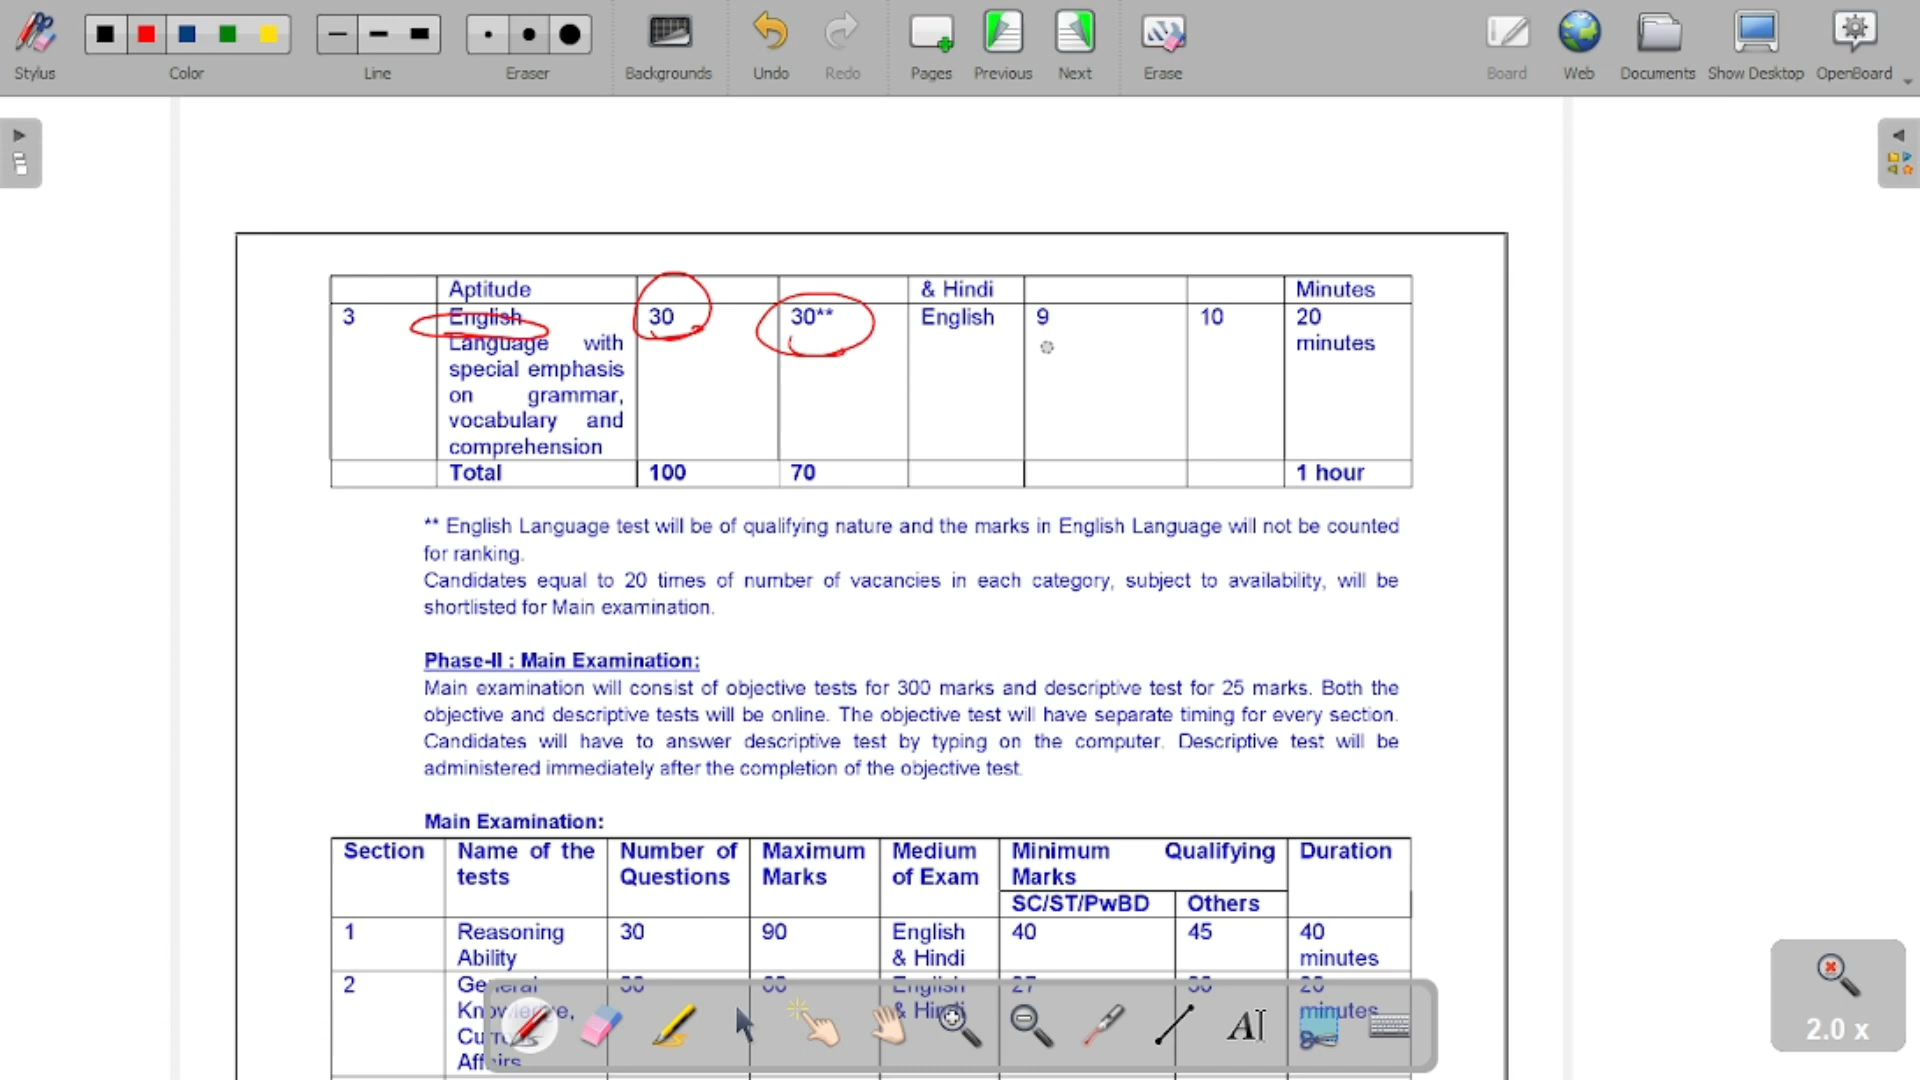 Stylus
Color
Line
Eraser
Backgrounds
Undo
Redo
Pages
Previous
Next
Erase
Board
Web
Documents
Show Desktop
OpenBoard
Aptitude & Hindi Minutes
3 English 30 30** English 9 10 20
Language with minutes
special emphasis
on grammar,
vocabulary and
comprehension
Total 100 70 1 hour
** English Language test will be of qualifying nature and the marks in English Language will not be counted
for ranking.
Candidates equal to 20 times of number of vacancies in each category, subject to availability, will be
shortlisted for Main examination.
Phase-II : Main Examination:
Main examination will consist of objective tests for 300 marks and descriptive test for 25 marks. Both the
objective and descriptive tests will be online. The objective test will have separate timing for every section.
Candidates will have to answer descriptive test by typing on the computer. Descriptive test will be
administered immediately after the completion of the objective test.
Main Examination:
Section Name of the Number of Maximum Medium Minimum Qualifying Duration
tests Questions Marks of Exam Marks
SC/ST/PwBD Others
1 Reasoning 30 90 English 40 45 40
Ability & Hindi minutes
2 General English 27
minutes
AI
2.0 x